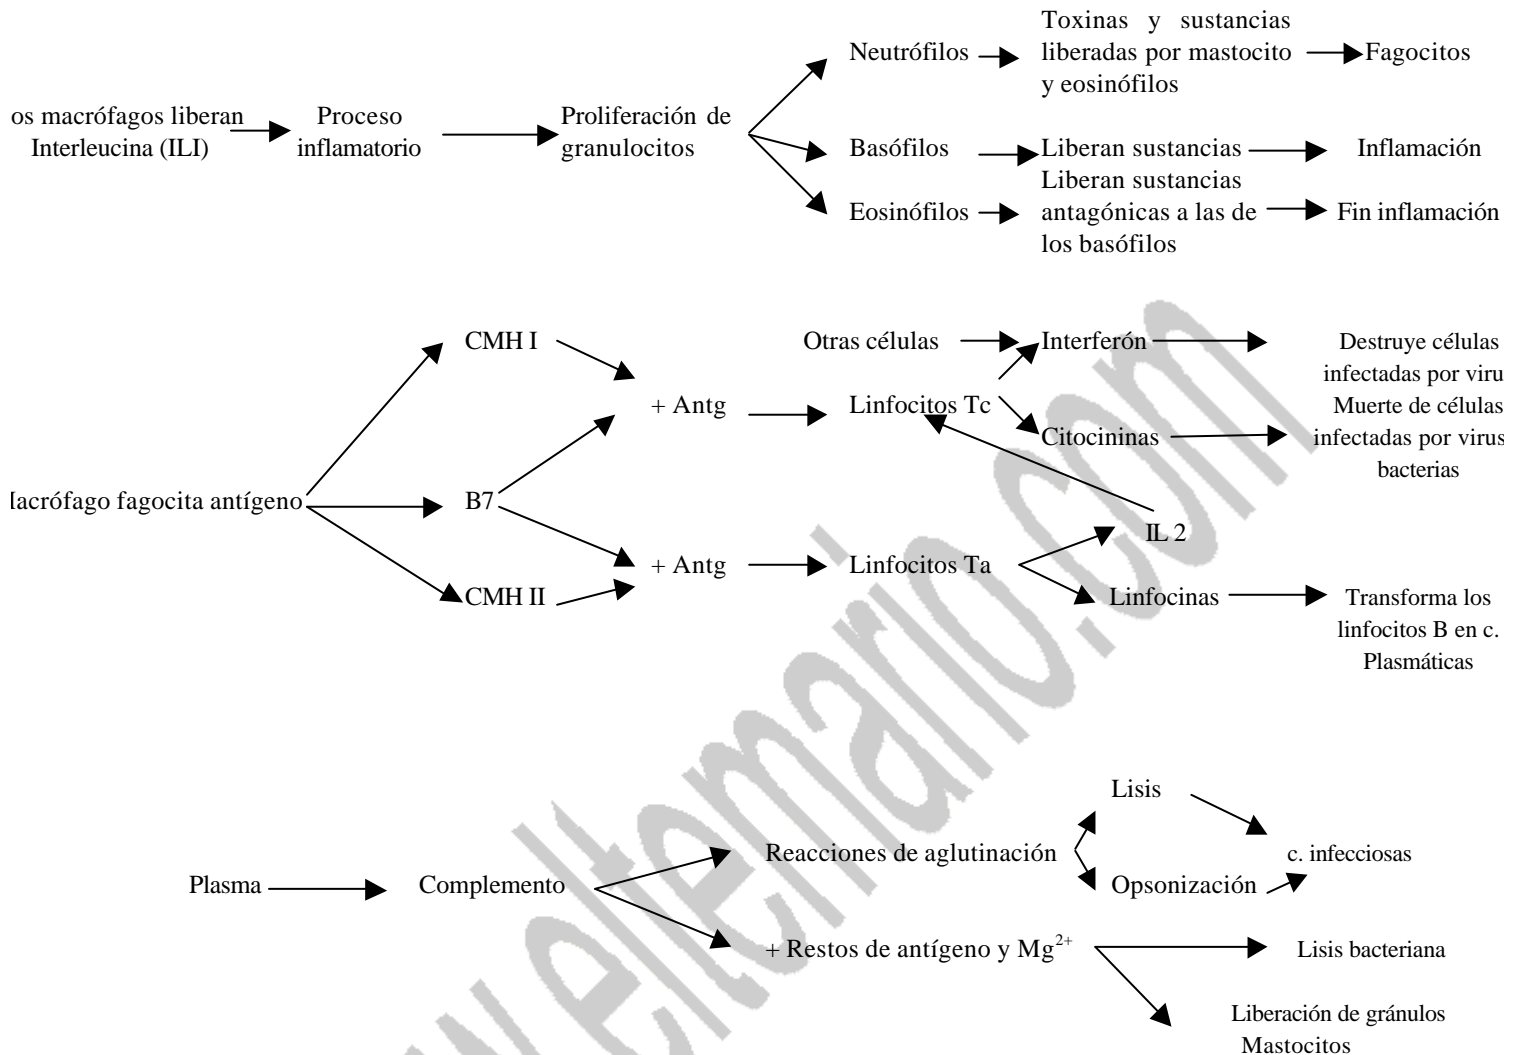 Toxinas y sustancias
Neutrófilos liberadas por mastocito Fagocitos
y eosinófilos
os macrófagos liberan Proceso Proliferación de
Interleucina (ILI) inflamatorio granulocitos
Basófilos Liberan sustancias Inflamación
Liberan sustancias
Eosinófilos antagónicas a las de Fin inflamación
los basófilos
CMH I Otras células Interferón Destruye células
infectadas por viru
+ Antg Linfocitos Tc Muerte de células
Citocininas infectadas por virus
bacterias
lacrófago fagocita antígeno B7
IL 2
+ Antg Linfocitos Ta
CMH II Linfocinas Transforma los
linfocitos B en c.
Plasmáticas
Lisis
Reacciones de aglutinación c. infecciosas
Plasma Complemento Opsonización
+ Restos de antígeno y Mg2+ Lisis bacteriana
Liberación de gránulos
Mastocitos
w.eltemario.com